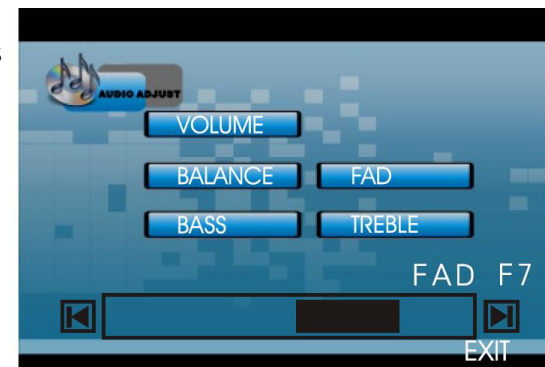 s
AUDIO ADJUST
VOLUME
BALANCE FAD
BASS TREBLE
FAD F7
EXIT